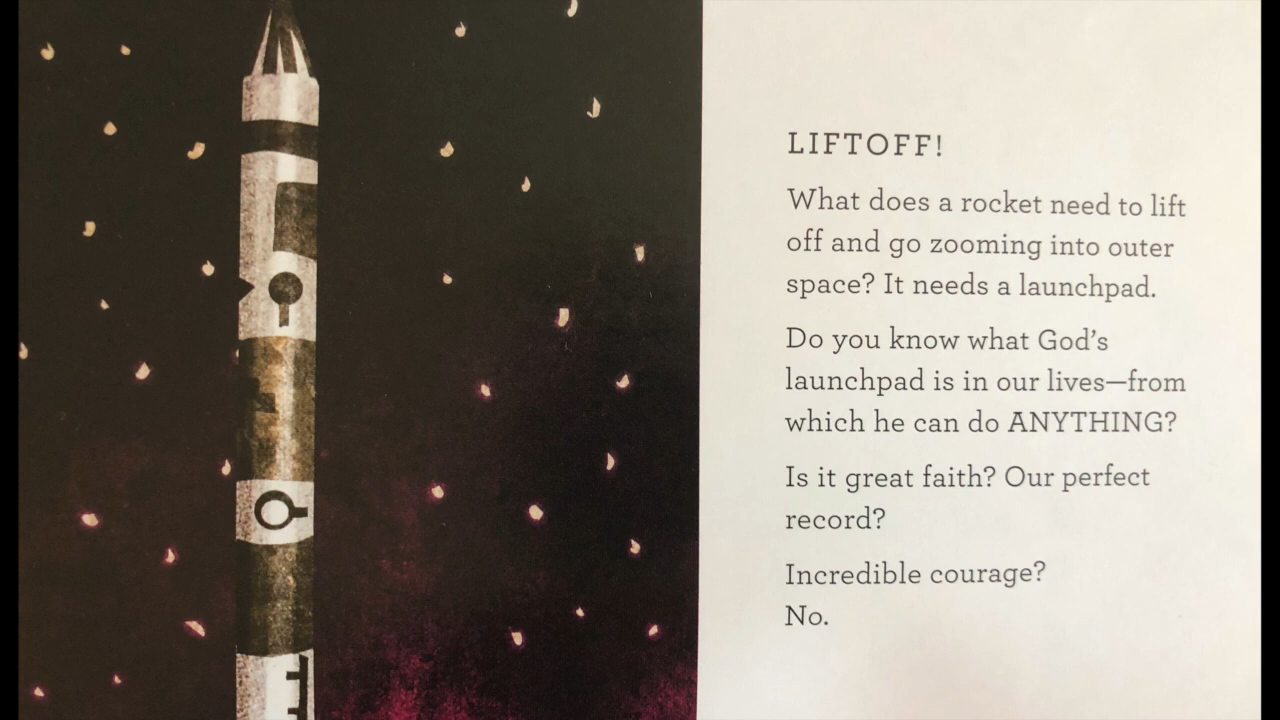 LIFTOFF!
What does a rocket need to lift
off and go zooming into outer
space? It needs a launchpad.
Do you know what God's
launchpad is in our lives—from
which he can do ANYTHING?
Is it great faith? Our perfect
record?
Incredible courage?
No.